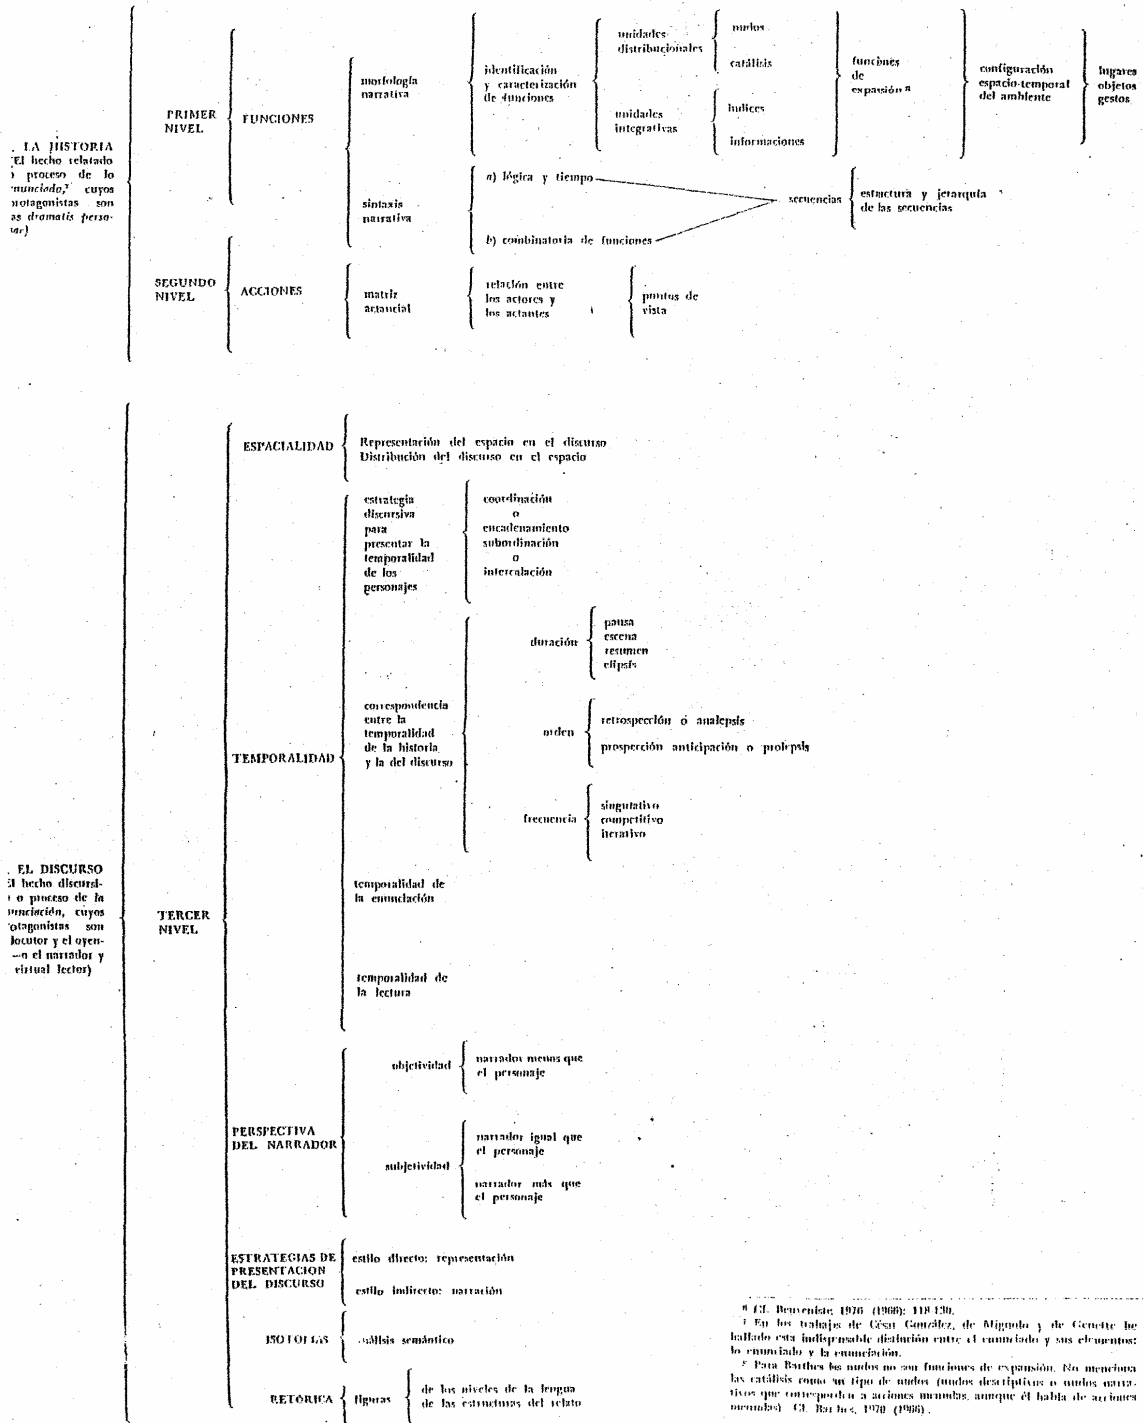 . LA HISTORIA
El hecho relatado
o proceso de lo
enunciado,⁷ cuyos
protagonistas son
as dramatis perso-
nae)
PRIMER
NIVEL
FUNCIONES
morfología
narrativa
identificación
y caracterización
de funciones
unidades
distribucionales
nudos
catálisis
unidades
integrativas
índices
informaciones
funciones
de
expansión ⁸
configuración
espacio-temporal
del ambiente
lugares
objetos
gestos
sintaxis
narrativa
a) lógica y tiempo
b) combinatoria de funciones
secuencias
estructura y jerarquía
de las secuencias
SEGUNDO
NIVEL
ACCIONES
matriz
actancial
relación entre
los actores y
los actantes
puntos de
vista
. EL DISCURSO
El hecho discursi-
o o proceso de la
enunciación, cuyos
protagonistas son
locutor y el oyen-
—o el narrador y
virtual lector)
TERCER
NIVEL
ESPACIALIDAD
Representación del espacio en el discurso
Distribución del discurso en el espacio
TEMPORALIDAD
estrategia
discursiva
para
presentar la
temporalidad
de los
personajes
coordinación
o
encadenamiento
subordinación
o
intercalación
correspondencia
entre la
temporalidad
de la historia
y la del discurso
duración
pausa
escena
resumen
elipsis
orden
retrospección o analepsis
prospección anticipación o prolepsis
frecuencia
singulativo
competitivo
iterativo
temporalidad de
la enunciación
temporalidad de
la lectura
PERSPECTIVA
DEL NARRADOR
objetividad
narrador menos que
el personaje
subjetividad
narrador igual que
el personaje
narrador más que
el personaje
ESTRATEGIAS DE
PRESENTACION
DEL DISCURSO
estilo directo: representación
estilo indirecto: narración
ISOTOPIAS
análisis semántico
RETÓRICA
figuras
de los niveles de la lengua
de las estructuras del relato
⁶ Cf. Benveniste, 1976 (1966): 118-130.
⁷ En los trabajos de César González, de Mignolo y de Genette he
hallado esta indispensable distinción entre el enunciado y sus elementos:
lo enunciado y la enunciación.
⁸ Para Barthes los nudos no son funciones de expansión. No menciona
las catálisis como un tipo de nudos (nudos descriptivos o nudos narra-
tivos que corresponden a acciones menudas, aunque él habla de acciones
menudas). Cf. Barthes, 1970 (1966).